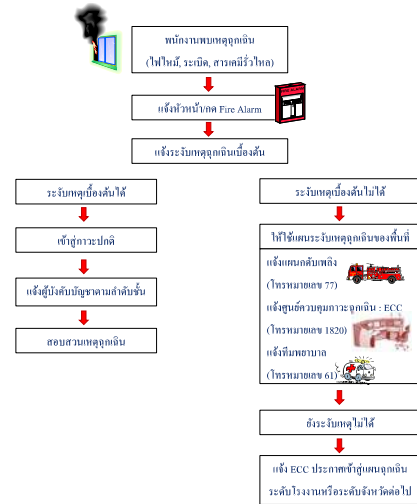 พนักงานพบเหตุฉุกเฉิน
(ไฟไหม้, ระเบิด, สารเคมีรั่วไหล)
แจ้งหัวหน้า/กด Fire Alarm
แจ้งระงับเหตุฉุกเฉินเบื้องต้น
ระงับเหตุเบื้องต้นได้
เข้าสู่ภาวะปกติ
แจ้งผู้บังคับบัญชาตามลำดับชั้น
สอบสวนเหตุฉุกเฉิน
ระงับเหตุเบื้องต้นไม่ได้
ให้ใช้แผนระงับเหตุฉุกเฉินของพื้นที่
แจ้งแผนกดับเพลิง
(โทรหมายเลข 77)
แจ้งศูนย์ควบคุมภาวะฉุกเฉิน : ECC
(โทรหมายเลข 1820)
แจ้งทีมพยาบาล
(โทรหมายเลข 61)
ยังระงับเหตุไม่ได้
แจ้ง ECC ประกาศเข้าสู่แผนฉุกเฉิน
ระดับโรงงานหรือระดับจังหวัดต่อไป